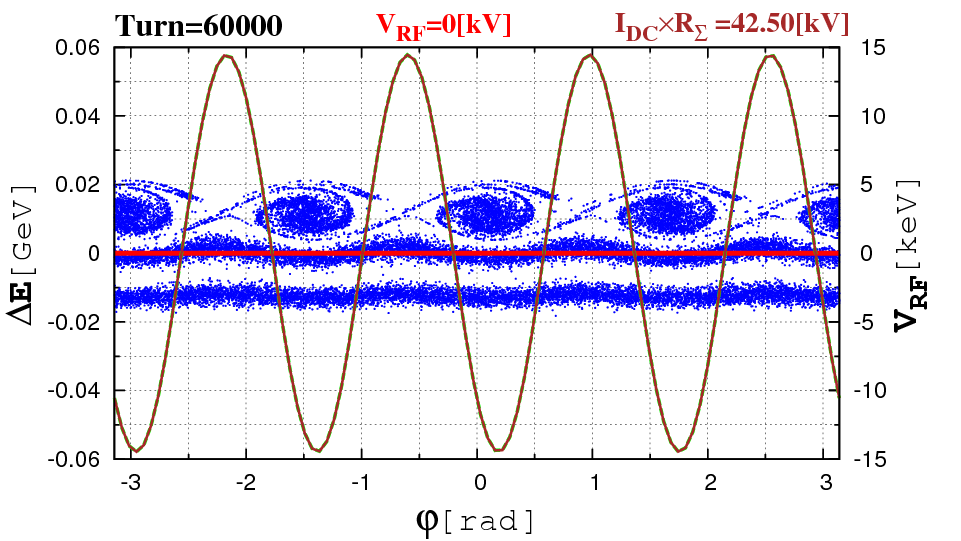 Turn=60000 V_RF=0[kV] I_DC×R_Σ =42.50[kV]
0.06 15
0.04 10
0.02 5
0 0
-0.02 -5
-0.04 -10
-0.06 -15
ΔE[GeV]
V_RF[keV]
-3 -2 -1 0 1 2 3
φ[rad]